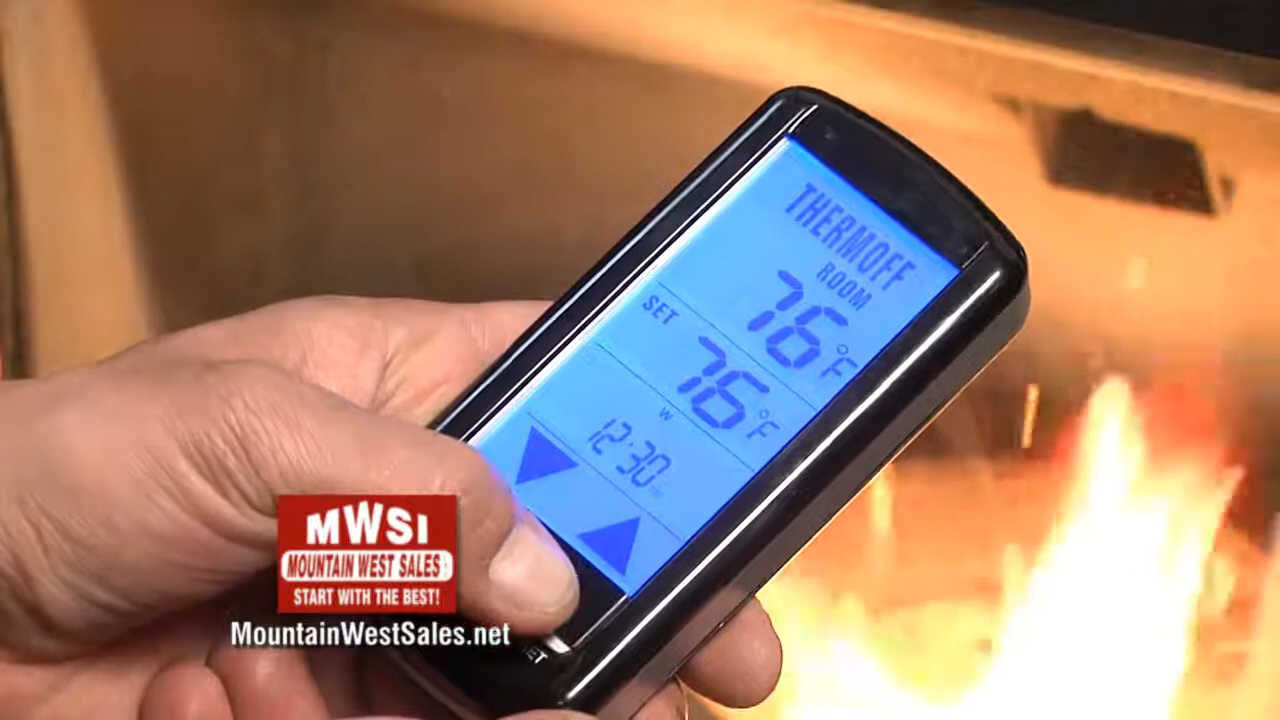 THERMOFF
ROOM
76°F
SET
76°F
W
12:30
MWSI
MOUNTAIN WEST SALES
START WITH THE BEST!
MountainWestSales.net